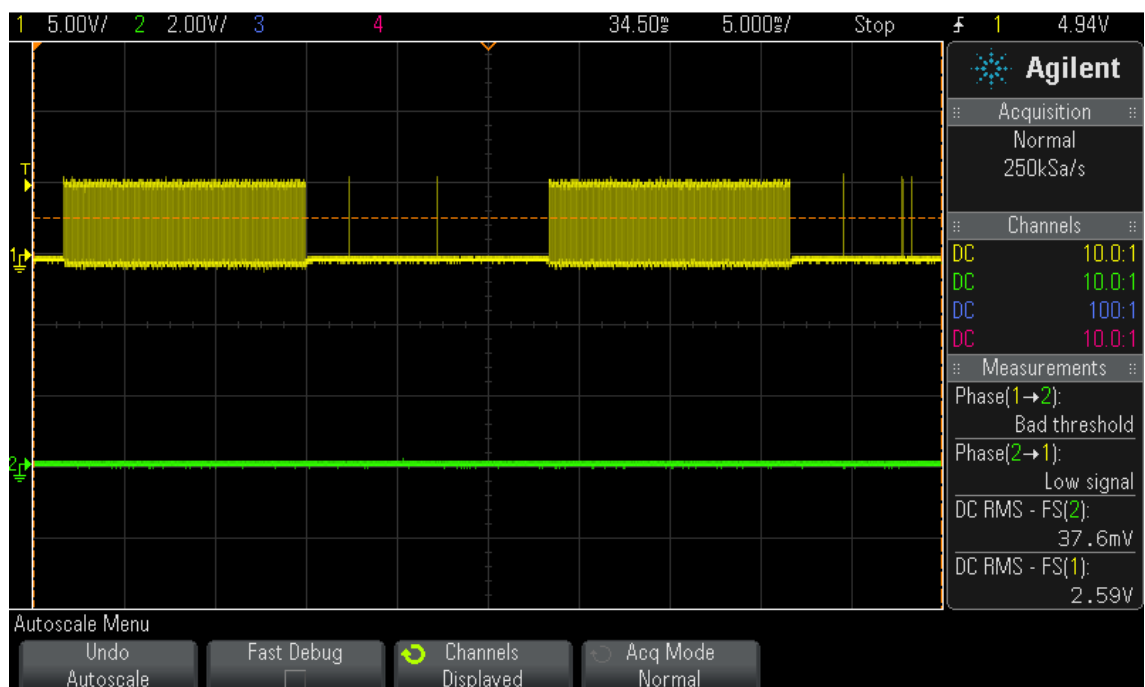 1 5.00V/ 2 2.00V/ 3 4 34.50ms 5.000ms/ Stop 1 4.94V
Agilent
Acquisition
Normal
250kSa/s
T
Channels
1
DC 10.0:1
DC 10.0:1
DC 100:1
DC 10.0:1
Measurements
Phase(1→2):
Bad threshold
Phase(2→1):
2
Low signal
DC RMS - FS(2):
37.6mV
DC RMS - FS(1):
2.59V
Autoscale Menu
Undo
Autoscale
Fast Debug
Channels
Displayed
Acq Mode
Normal